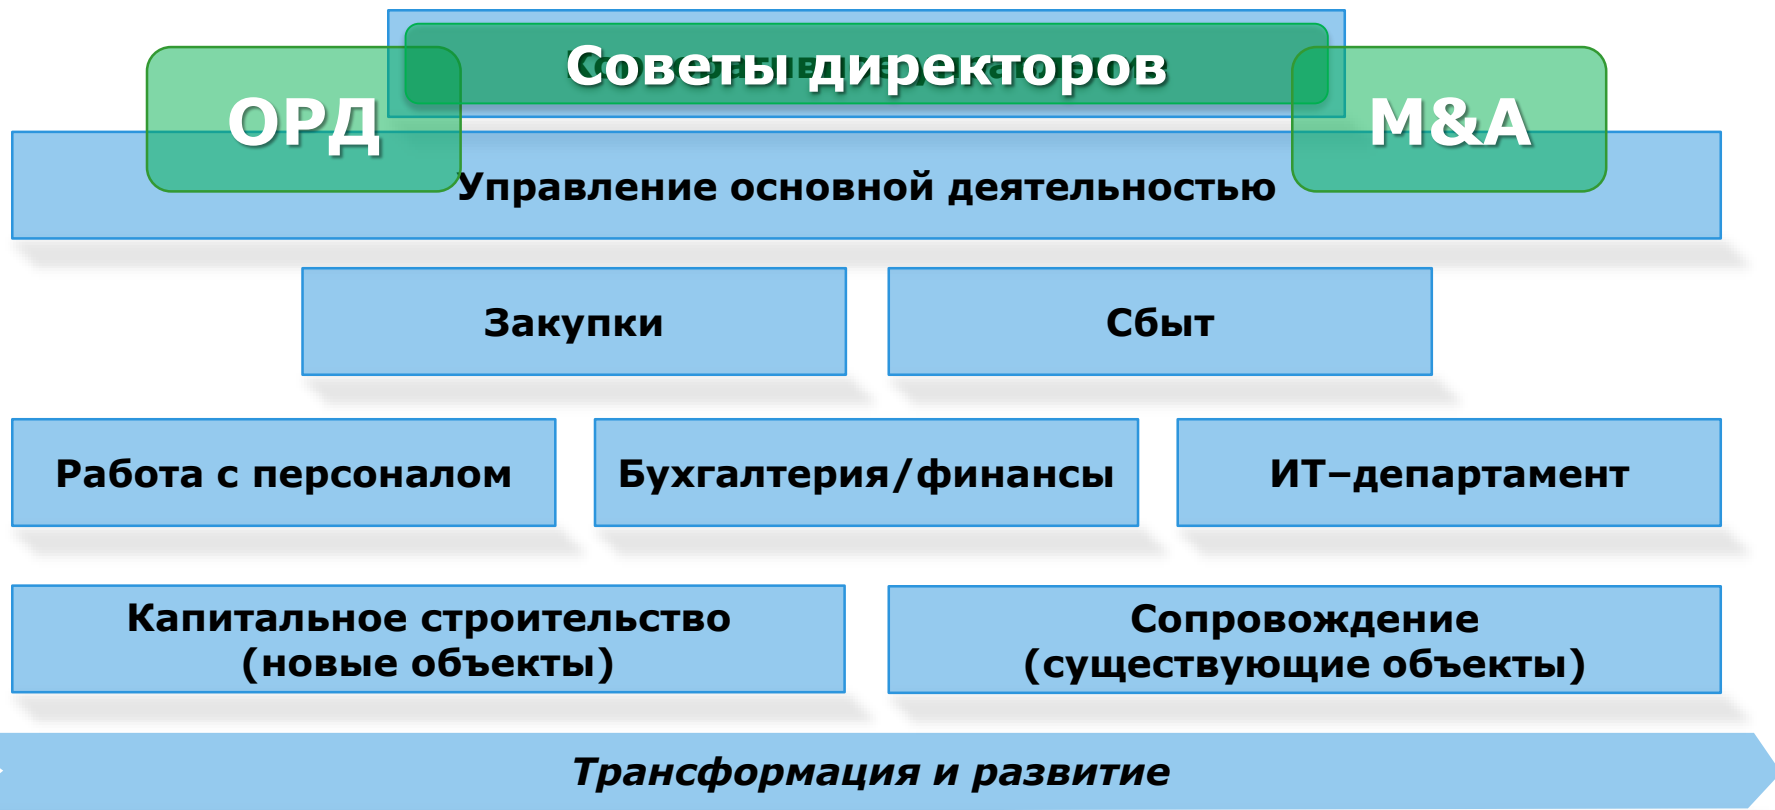 Советы директоров
ОРД
M&A
Управление основной деятельностью
Закупки
Сбыт
Работа с персоналом
Бухгалтерия/финансы
ИТ–департамент
Капитальное строительство
(новые объекты)
Сопровождение
(существующие объекты)
Трансформация и развитие